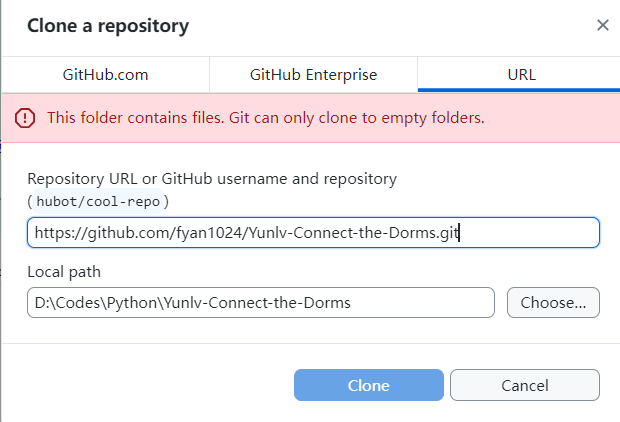 Clone a repository
GitHub.com
GitHub Enterprise
URL
This folder contains files. Git can only clone to empty folders.
Repository URL or GitHub username and repository
(hubot/cool-repo)
https://github.com/fyan1024/Yunlv-Connect-the-Dorms.git
Local path
D:\Codes\Python\Yunlv-Connect-the-Dorms
Choose...
Clone
Cancel